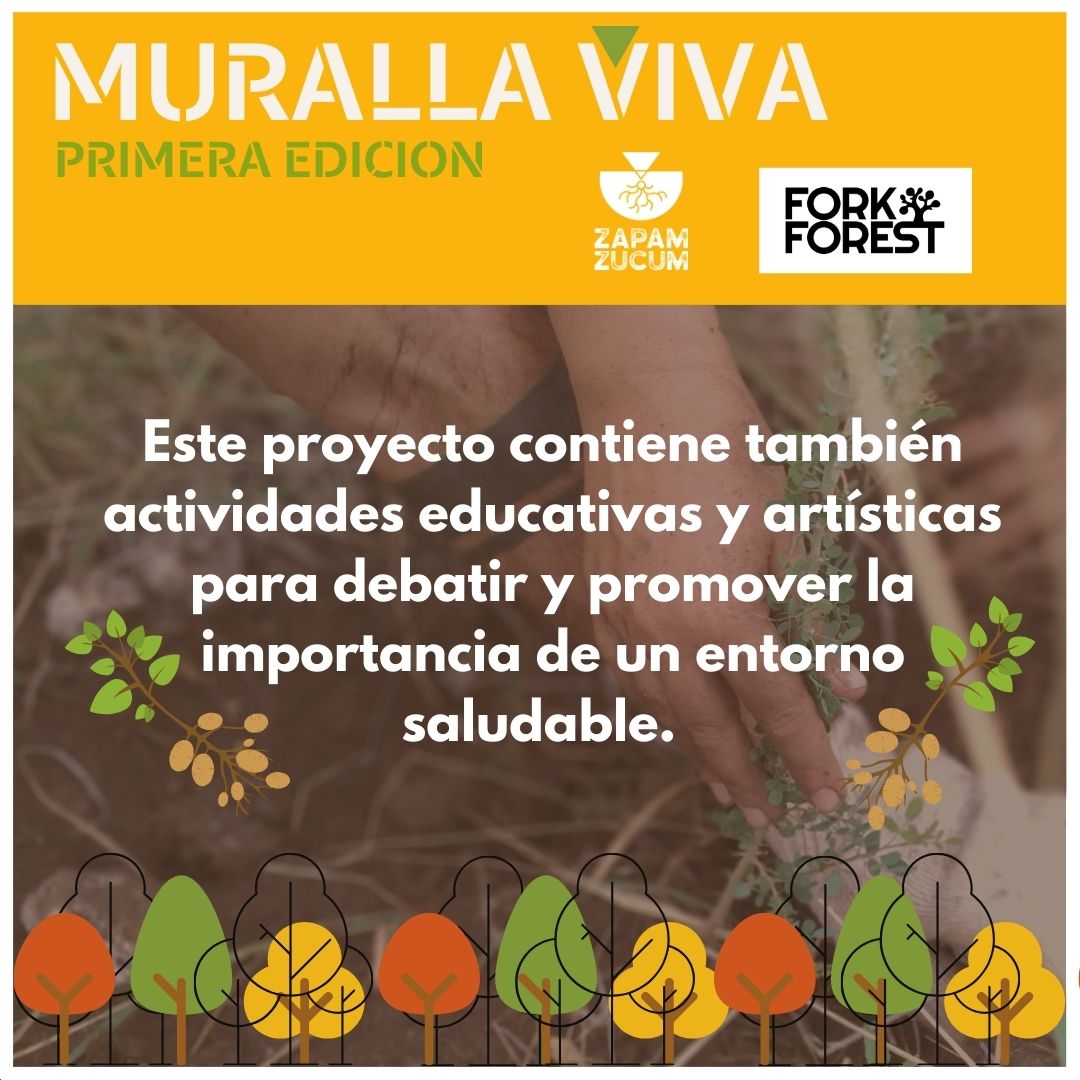 MURALLA VIVA
PRIMERA EDICION
ZAPAM
ZUCUM
FORK
FOREST
Este proyecto contiene también
actividades educativas y artísticas
para debatir y promover la
importancia de un entorno
saludable.